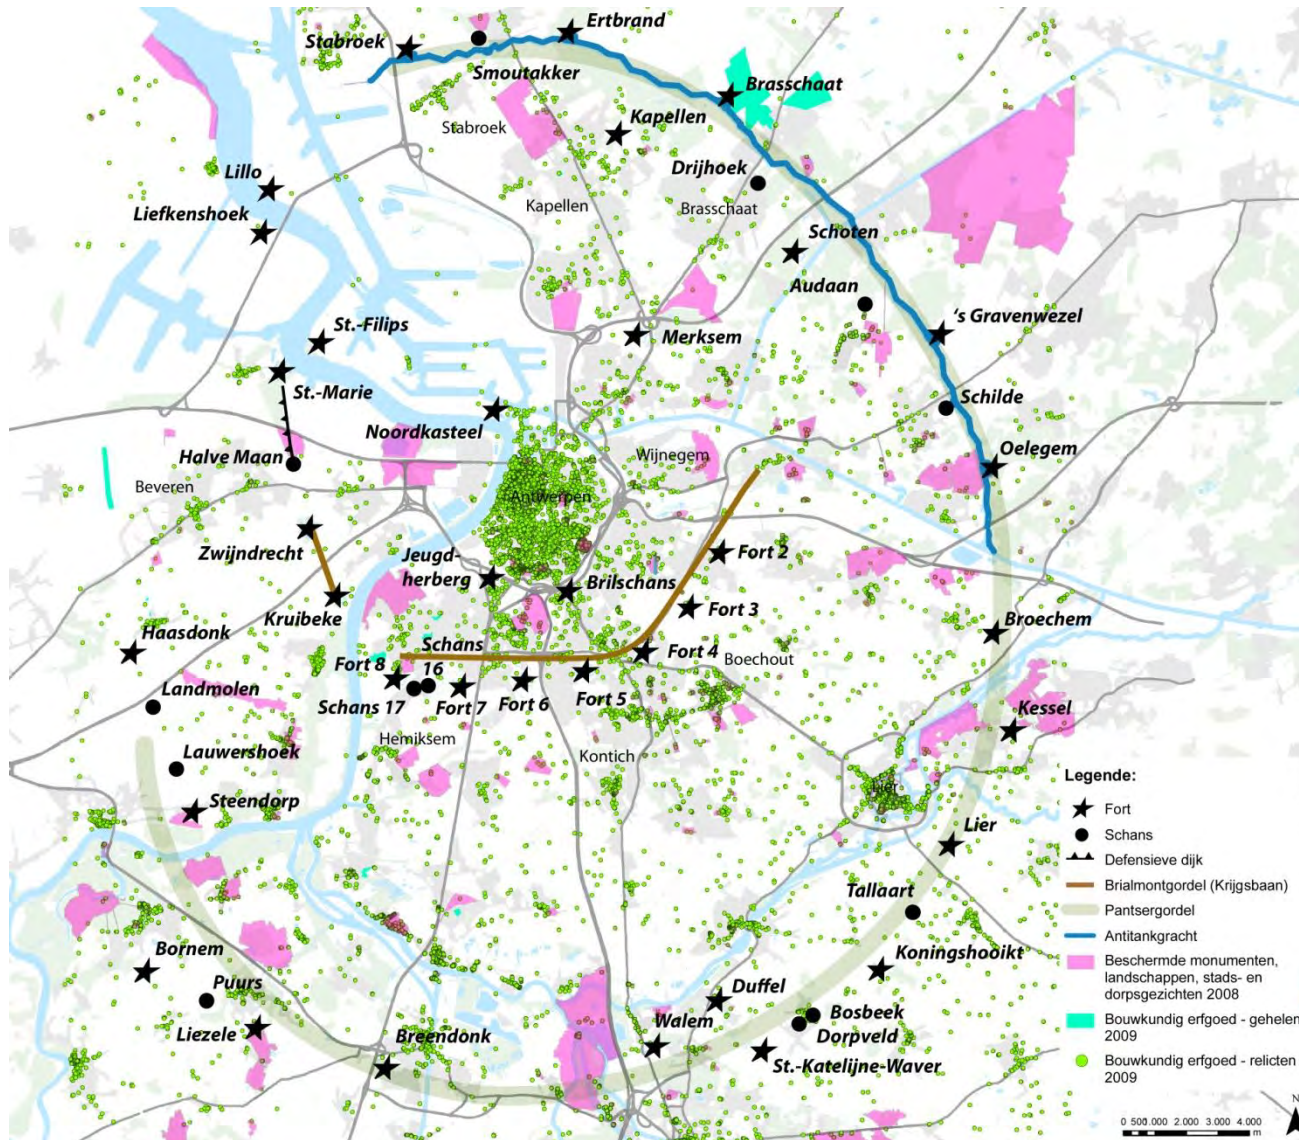 Ertbrand
Stabroek
Smoutakker
Brasschaat
Kapellen
Stabroek
Drijhoek
Lillo
Kapellen
Brasschaat
Liefkenshoek
Schoten
Audaan
's Gravenwezel
St.-Filips
Merksem
St.-Marie
Schilde
Noordkasteel
Halve Maan
Wijnegem
Oelegem
Beveren
Antwerpen
Zwijndrecht
Jeugd-
herberg
Fort 2
Brilschans
Kruibeke
Fort 3
Haasdonk
Broechem
Schans
16
Fort 8
Fort 4
Boechout
Landmolen
Schans 17
Fort 7
Fort 6
Fort 5
Kessel
Hemiksem
Kontich
Lauwershoek
Lier
Steendorp
Lier
Tallaart
Bornem
Koningshooikt
Puurs
Duffel
Liezele
Walem
Bosbeek
Dorpveld
Breendonk
St.-Katelijne-Waver
Legende:
Fort
Schans
Defensieve dijk
Brialmontgordel (Krijgsbaan)
Pantsergordel
Antitankgracht
Beschermde monumenten,
landschappen, stads- en
dorpsgezichten 2008
Bouwkundig erfgoed - gehelen
2009
Bouwkundig erfgoed - relicten
2009
N
0 500 1.000 2.000 3.000 4.000
m